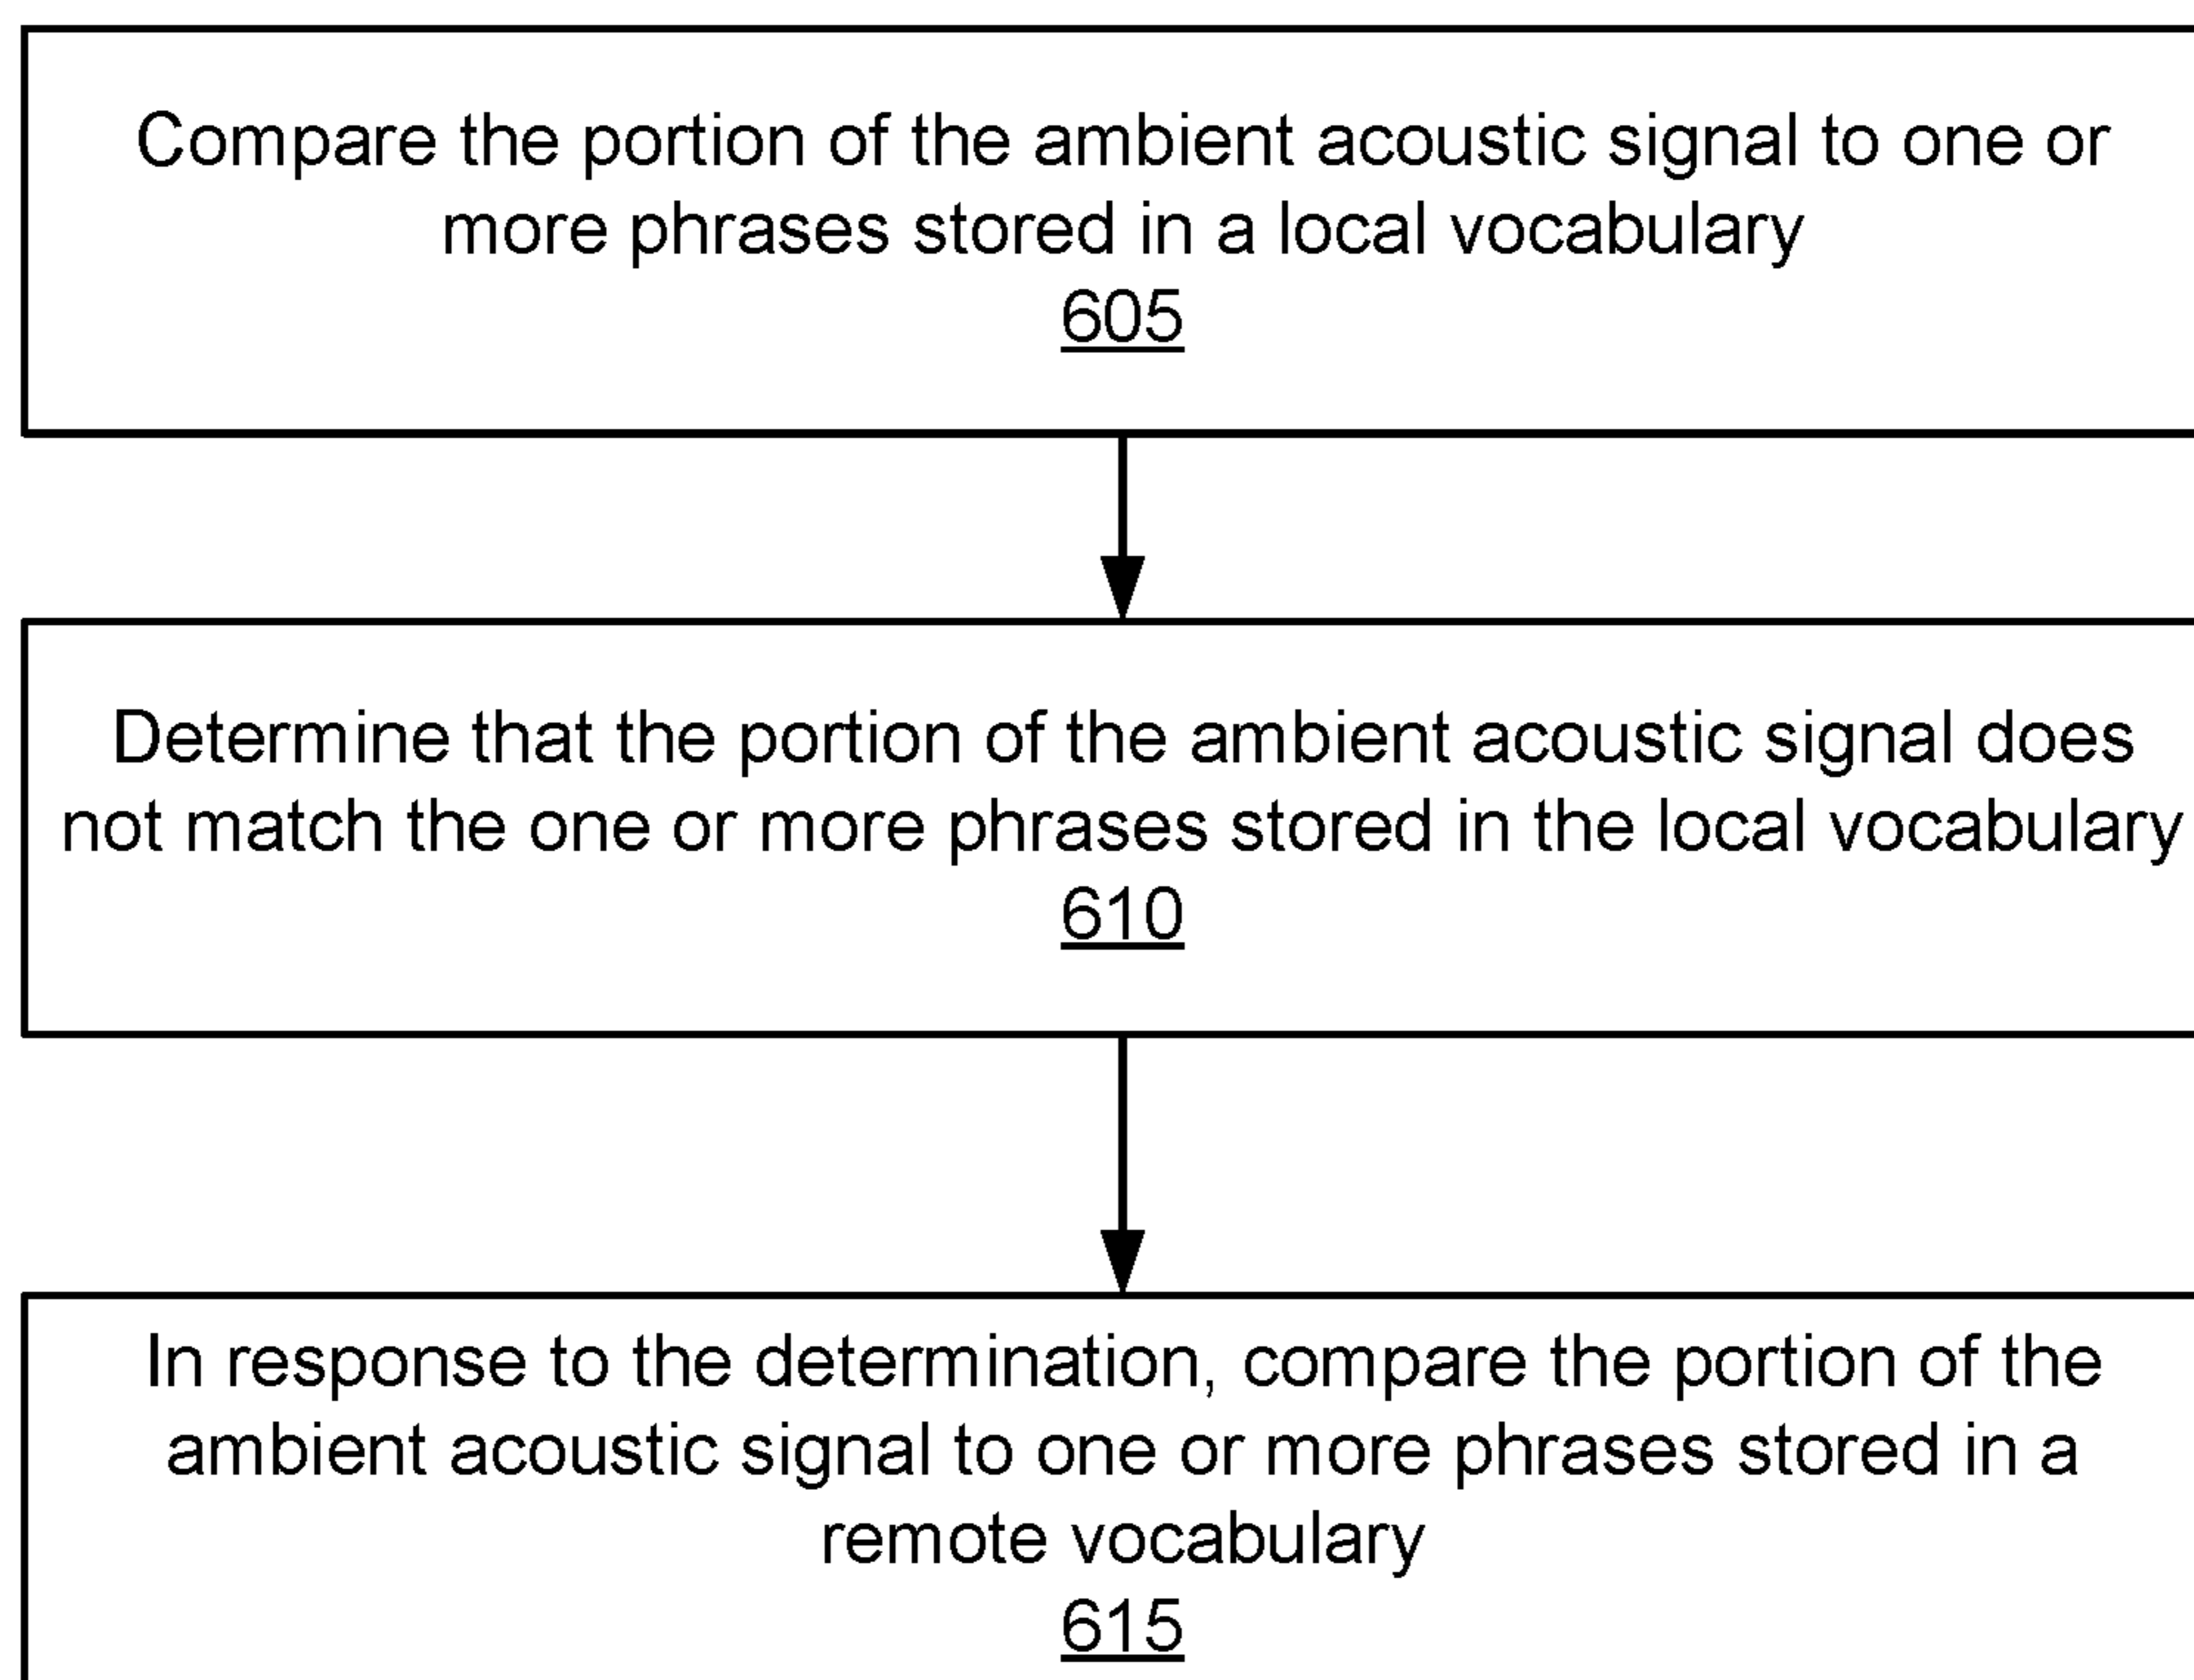 Compare the portion of the ambient acoustic signal to one or
more phrases stored in a local vocabulary
605
Determine that the portion of the ambient acoustic signal does
not match the one or more phrases stored in the local vocabulary
610
In response to the determination, compare the portion of the
ambient acoustic signal to one or more phrases stored in a
remote vocabulary
615